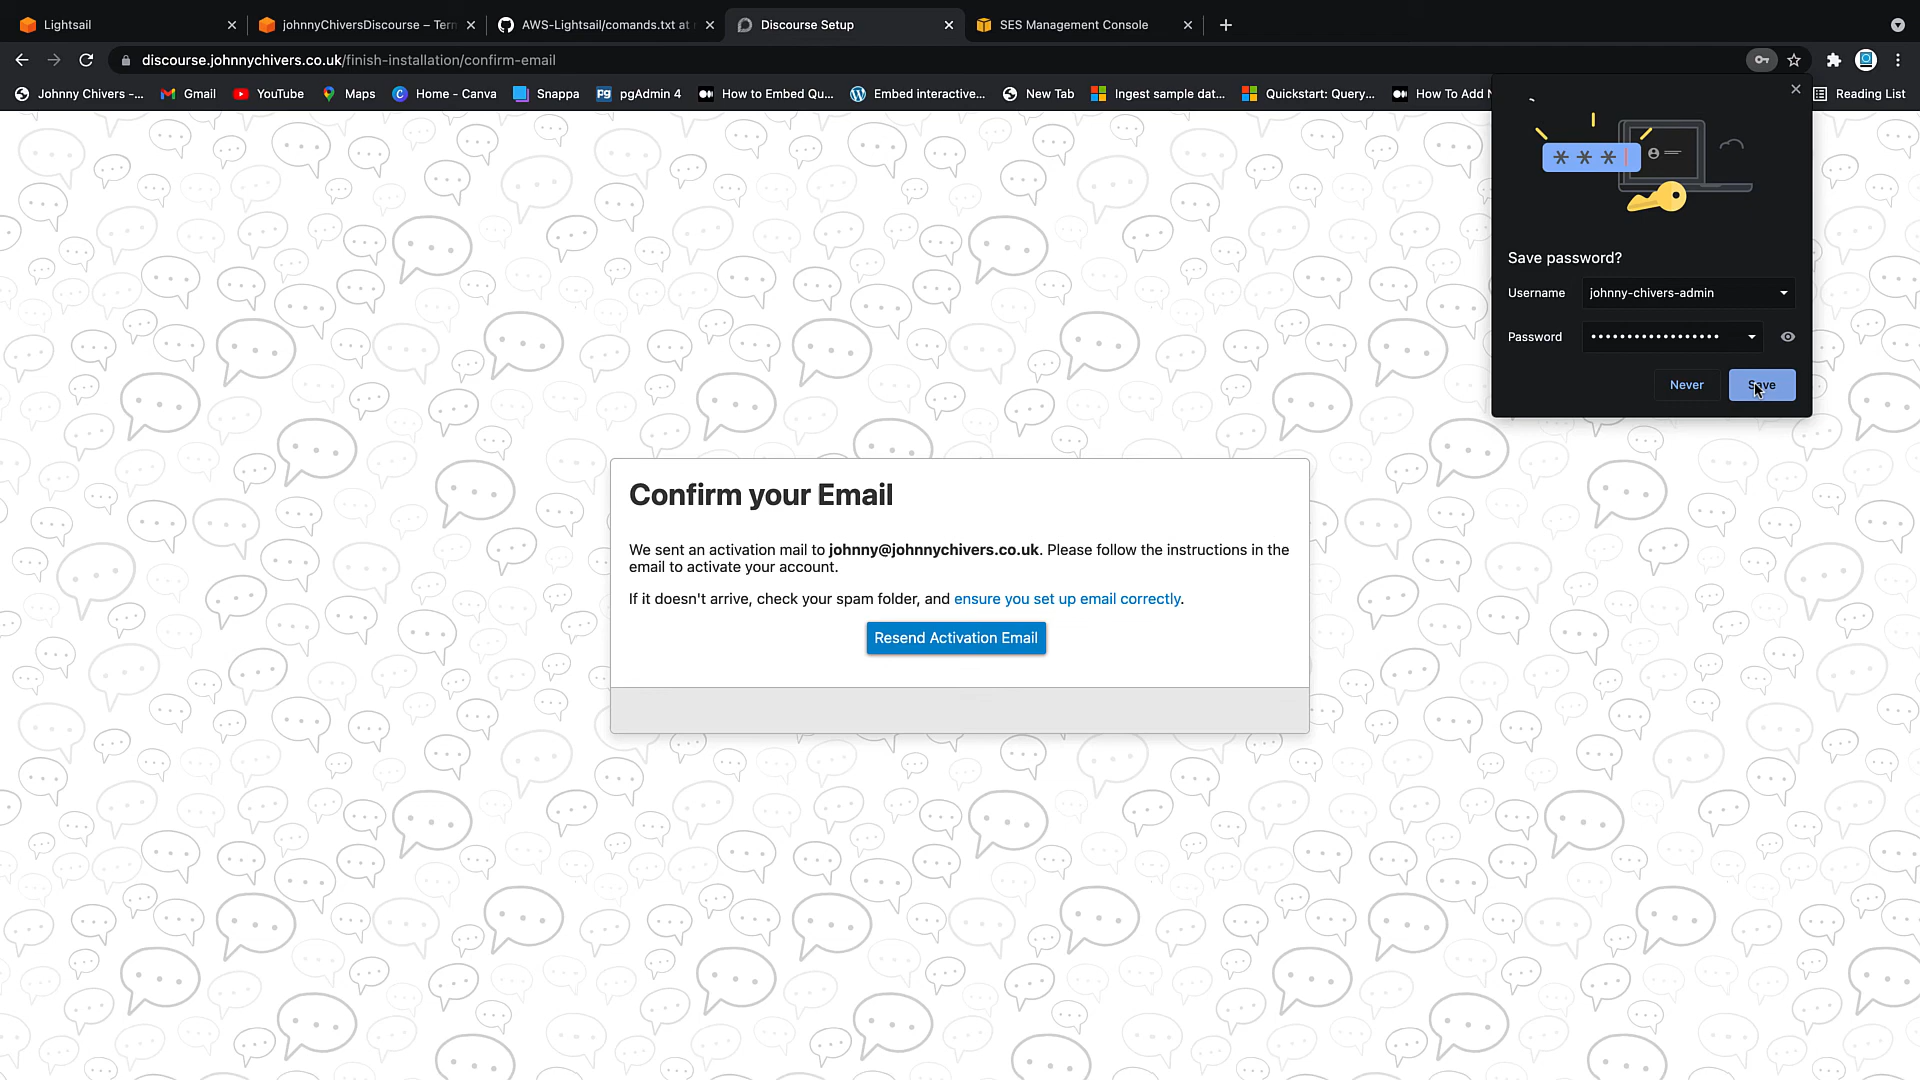 Lightsail
johnnyChiversDiscourse – Tern
AWS-Lightsail/comands.txt at
Discourse Setup
SES Management Console
discourse.johnnychivers.co.uk/finish-installation/confirm-email
Johnny Chivers -...
Gmail
YouTube
Maps
Home - Canva
Snappa
pgAdmin 4
How to Embed Qu...
Embed interactive...
New Tab
Ingest sample dat...
Quickstart: Query...
How To Add N
Reading List
Save password?
Username
johnny-chivers-admin
Password
••••••••••••••••••
Never
Save
Confirm your Email
We sent an activation mail to johnny@johnnychivers.co.uk. Please follow the instructions in the
email to activate your account.
If it doesn't arrive, check your spam folder, and ensure you set up email correctly.
Resend Activation Email